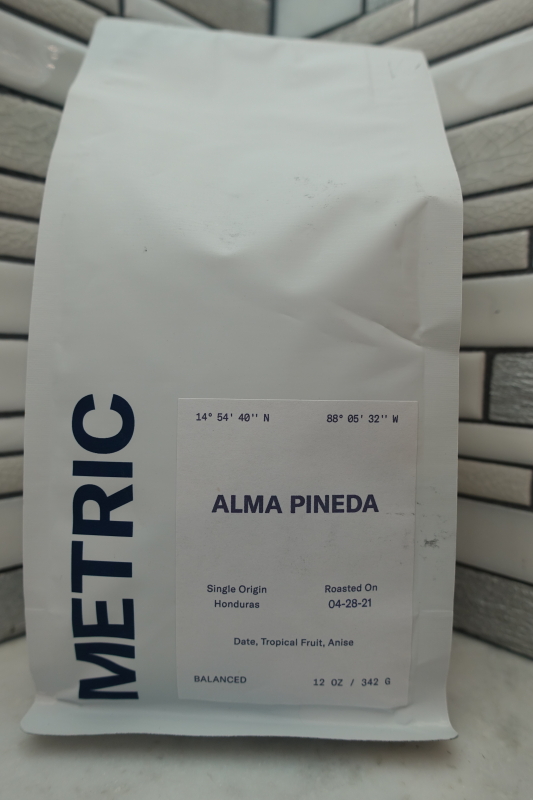 METRIC
14° 54' 40'' N 88° 05' 32'' W
ALMA PINEDA
Single Origin
Honduras
Roasted On
04-28-21
Date, Tropical Fruit, Anise
BALANCED 12 OZ / 342 G